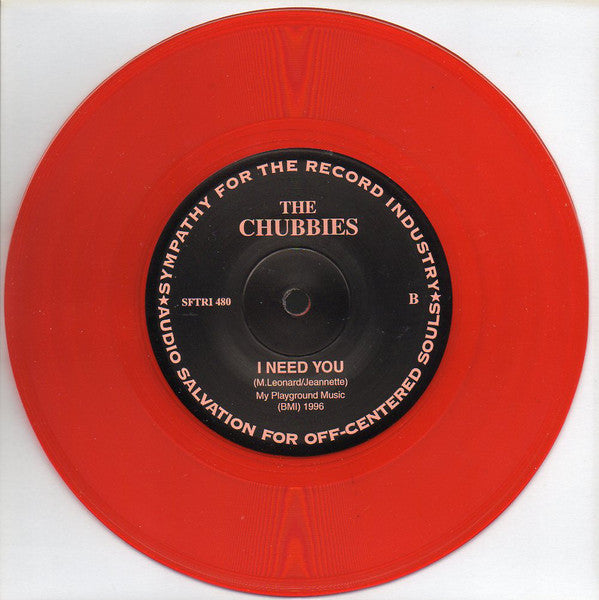 ★SYMPATHY FOR THE RECORD INDUSTRY★
THE
CHUBBIES
SFTRI 480
B
I NEED YOU
(M.Leonard/Jeannette)
My Playground Music
(BMI) 1996
AUDIO SALVATION FOR OFF-CENTERED SOULS